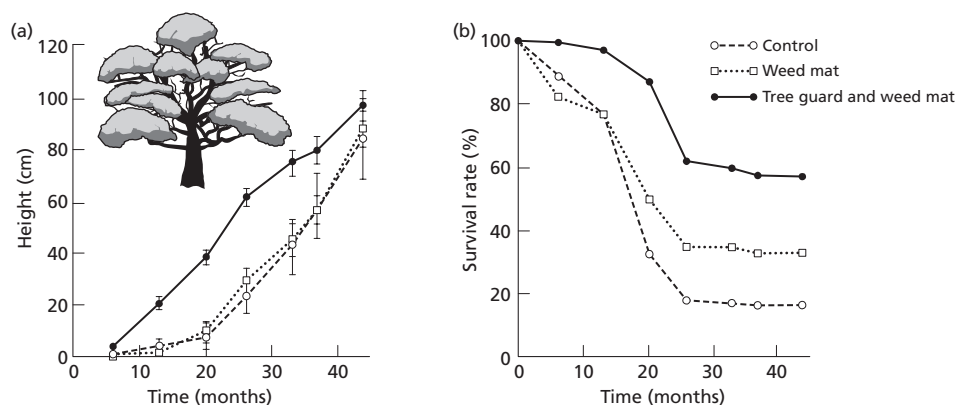 (a)
120
100
80
60
40
20
0
Height (cm)
0 10 20 30 40
Time (months)
(b)
100
80
60
40
20
0
Survival rate (%)
0 10 20 30 40
Time (months)
Control
Weed mat
Tree guard and weed mat